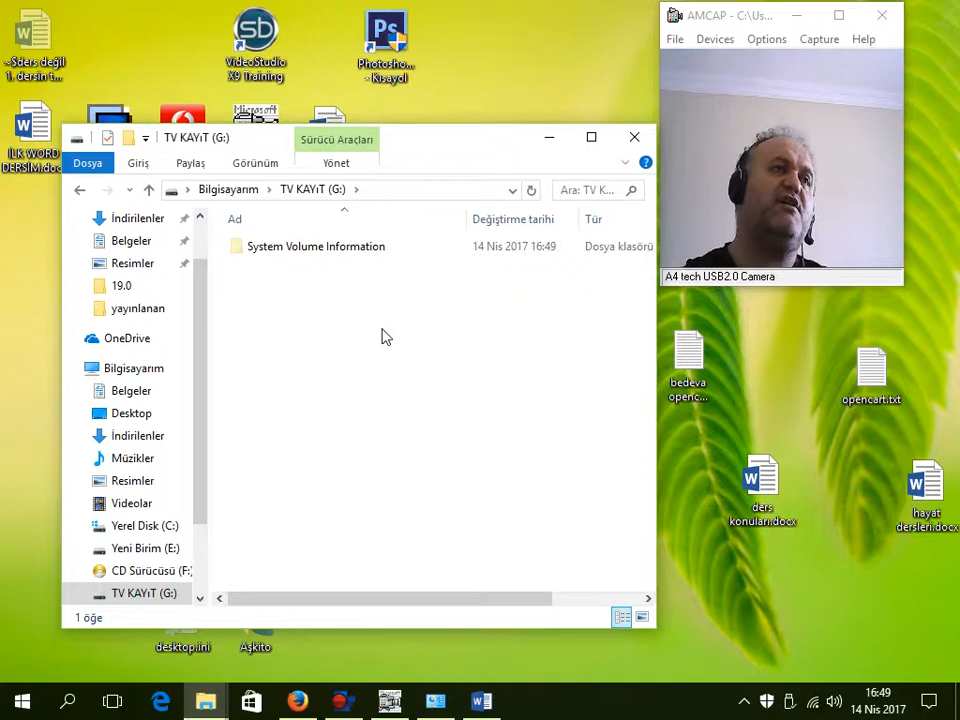 ~$ders değil
1. dersin t...
VideoStudio
X9 Training
Ps
Photosho...
- Kısayol
AMCAP - C:\Us...
File Devices Options Capture Help
A4 tech USB2.0 Camera
İLK WORD
DERSİM.doc
Microsoft
TV KAYıT (G:)
Sürücü Araçları
Dosya Giriş Paylaş Görünüm Yönet
Bilgisayarım TV KAYıT (G:)
Ara: TV K...
İndirilenler
Belgeler
Resimler
19.0
yayınlanan
OneDrive
Bilgisayarım
Belgeler
Desktop
İndirilenler
Müzikler
Resimler
Videolar
Yerel Disk (C:)
Yeni Birim (E:)
CD Sürücüsü (F:
TV KAYıT (G:)
Ad Değiştirme tarihi Tür
System Volume Information 14 Nis 2017 16:49 Dosya klasörü
1 öğe
bedeva
openc...
opencart.txt
ders
konuları.docx
hayat
dersleri.docx
desktop.ini
Aşkito
16:49
14 Nis 2017